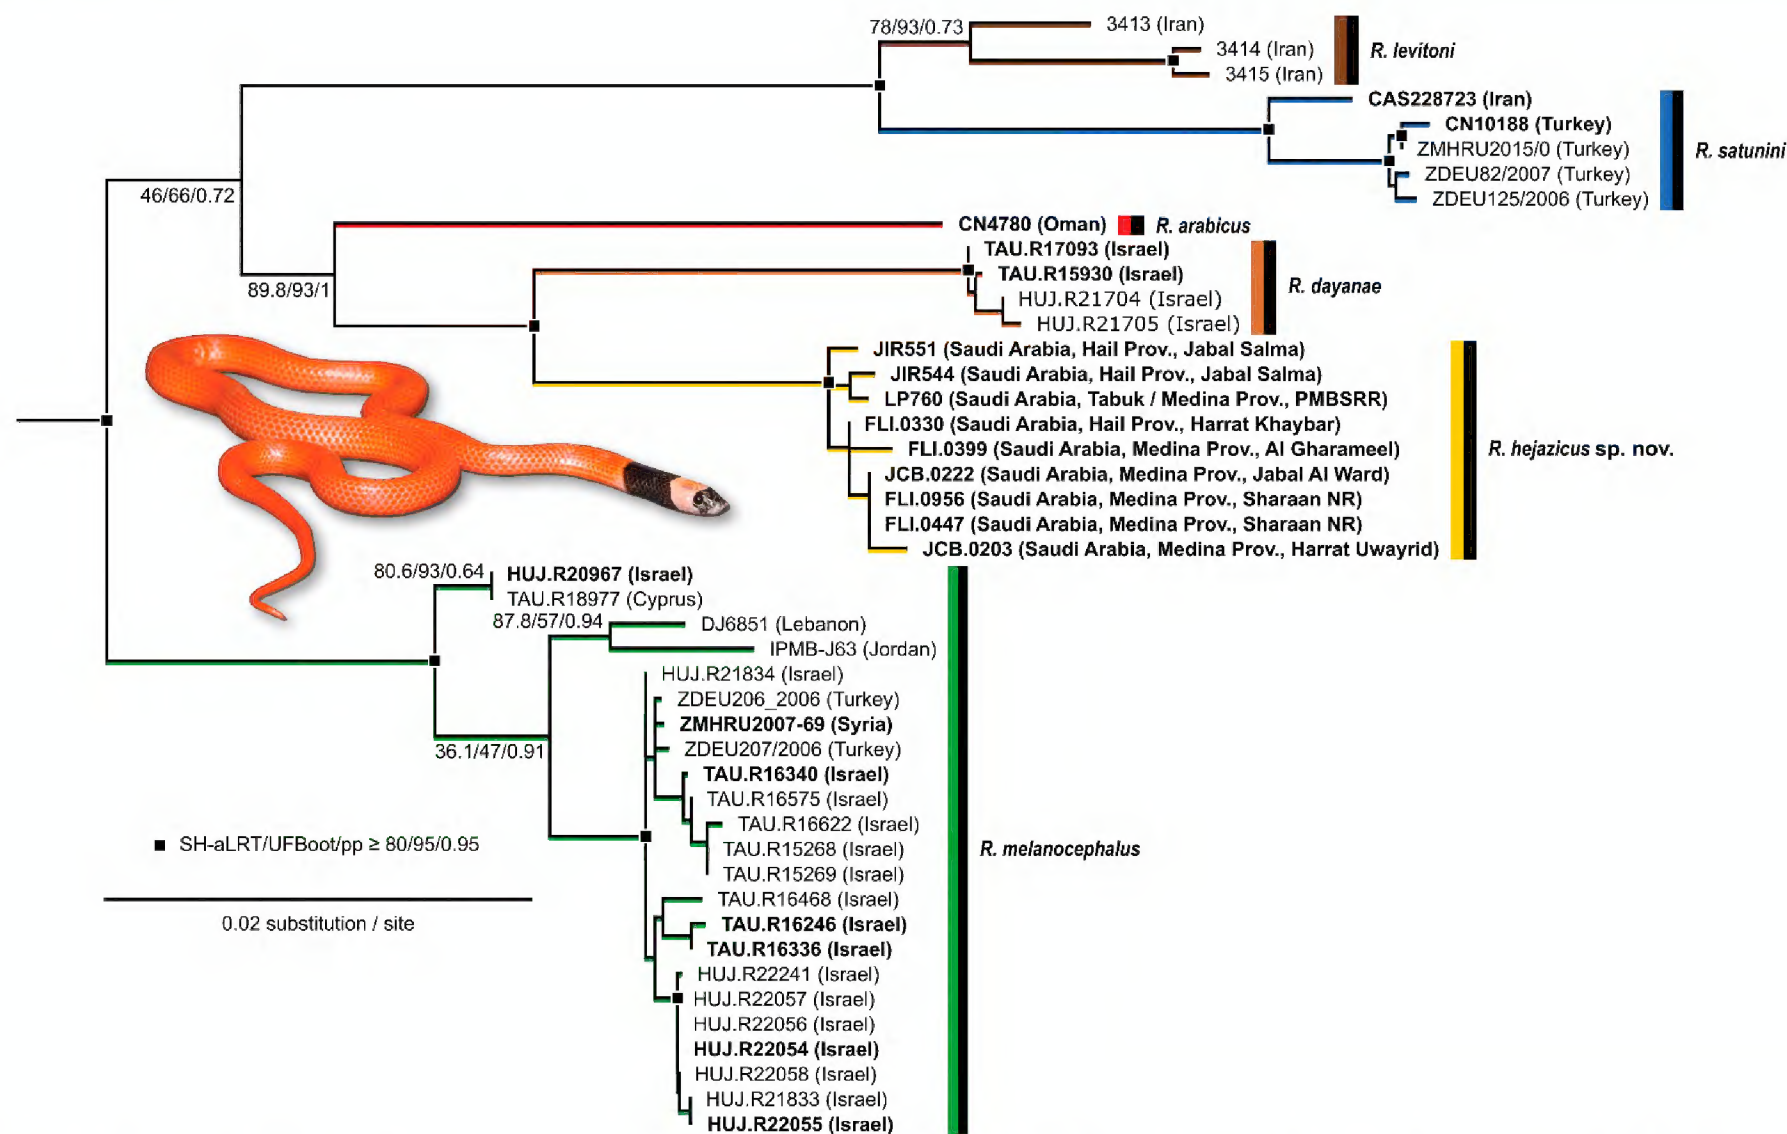 78/93/0.73
3413 (Iran)
3414 (Iran)
3415 (Iran)
R. levitoni
CAS228723 (Iran)
CN10188 (Turkey)
ZMHRU2015/0 (Turkey)
ZDEU82/2007 (Turkey)
ZDEU125/2006 (Turkey)
R. satunini
46/66/0.72
CN4780 (Oman)
R. arabicus
89.8/93/1
TAU.R17093 (Israel)
TAU.R15930 (Israel)
HUJ.R21704 (Israel)
HUJ.R21705 (Israel)
R. dayanae
JIR551 (Saudi Arabia, Hail Prov., Jabal Salma)
JIR544 (Saudi Arabia, Hail Prov., Jabal Salma)
LP760 (Saudi Arabia, Tabuk / Medina Prov., PMBSRR)
FLI.0330 (Saudi Arabia, Hail Prov., Harrat Khaybar)
FLI.0399 (Saudi Arabia, Medina Prov., Al Gharameel)
JCB.0222 (Saudi Arabia, Medina Prov., Jabal Al Ward)
FLI.0956 (Saudi Arabia, Medina Prov., Sharaan NR)
FLI.0447 (Saudi Arabia, Medina Prov., Sharaan NR)
JCB.0203 (Saudi Arabia, Medina Prov., Harrat Uwayrid)
R. hejazicus sp. nov.
80.6/93/0.64
HUJ.R20967 (Israel)
TAU.R18977 (Cyprus)
87.8/57/0.94
DJ6851 (Lebanon)
IPMB-J63 (Jordan)
36.1/47/0.91
HUJ.R21834 (Israel)
ZDEU206_2006 (Turkey)
ZMHRU2007-69 (Syria)
ZDEU207/2006 (Turkey)
TAU.R16340 (Israel)
TAU.R16575 (Israel)
TAU.R16622 (Israel)
TAU.R15268 (Israel)
TAU.R15269 (Israel)
TAU.R16468 (Israel)
TAU.R16246 (Israel)
TAU.R16336 (Israel)
HUJ.R22241 (Israel)
HUJ.R22057 (Israel)
HUJ.R22056 (Israel)
HUJ.R22054 (Israel)
HUJ.R22058 (Israel)
HUJ.R21833 (Israel)
HUJ.R22055 (Israel)
R. melanocephalus
SH-aLRT/UFBoot/pp ≥ 80/95/0.95
0.02 substitution / site